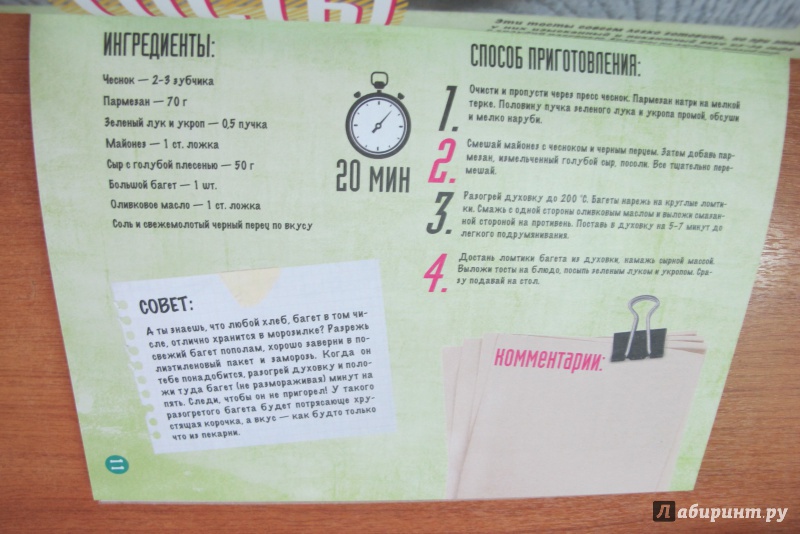 Эти тосты совсем легко готовить, но при этом
ИНГРЕДИЕНТЫ:
Чеснок — 2-3 зубчика
Пармезан — 70 г
Зеленый лук и укроп — 0,5 пучка
Майонез — 1 ст. ложка
Сыр с голубой плесенью — 50 г
Большой багет — 1 шт.
Оливковое масло — 1 ст. ложка
Соль и свежемолотый черный перец по вкусу
20 МИН
СПОСОБ ПРИГОТОВЛЕНИЯ:
1. Очисти и пропусти через пресс чеснок. Пармезан натри на мелкой
терке. Половину пучка зеленого лука и укропа промой, обсуши
и мелко наруби.
2. Смешай майонез с чесноком и черным перцем. Затем добавь пар-
мезан, измельченный голубой сыр, посоли. Все тщательно пере-
мешай.
3. Разогрей духовку до 200 °С. Багеты нарежь на круглые ломти-
ки. Смажь с одной стороны оливковым маслом и выложи смазан-
ной стороной на противень. Поставь в духовку на 5-7 минут до
легкого подрумянивания.
4. Достань ломтики багета из духовки, намажь сырной массой.
Выложи тосты на блюдо, посыпь зеленым луком и укропом. Сра-
зу подавай на стол.
СОВЕТ:
А ты знаешь, что любой хлеб, багет в том чи-
сле, отлично хранится в морозилке? Разрежь
свежий багет пополам, хорошо заверни в по-
лиэтиленовый пакет и заморозь. Когда он
тебе понадобится, разогрей духовку и поло-
жи туда багет (не размораживая) минут на
пять. Следи, чтобы он не пригорел! У такого
разогретого багета будет потрясающе хру-
стящая корочка, а вкус — как будто только
что из пекарни.
комментарии:
11
Лабиринт.ру